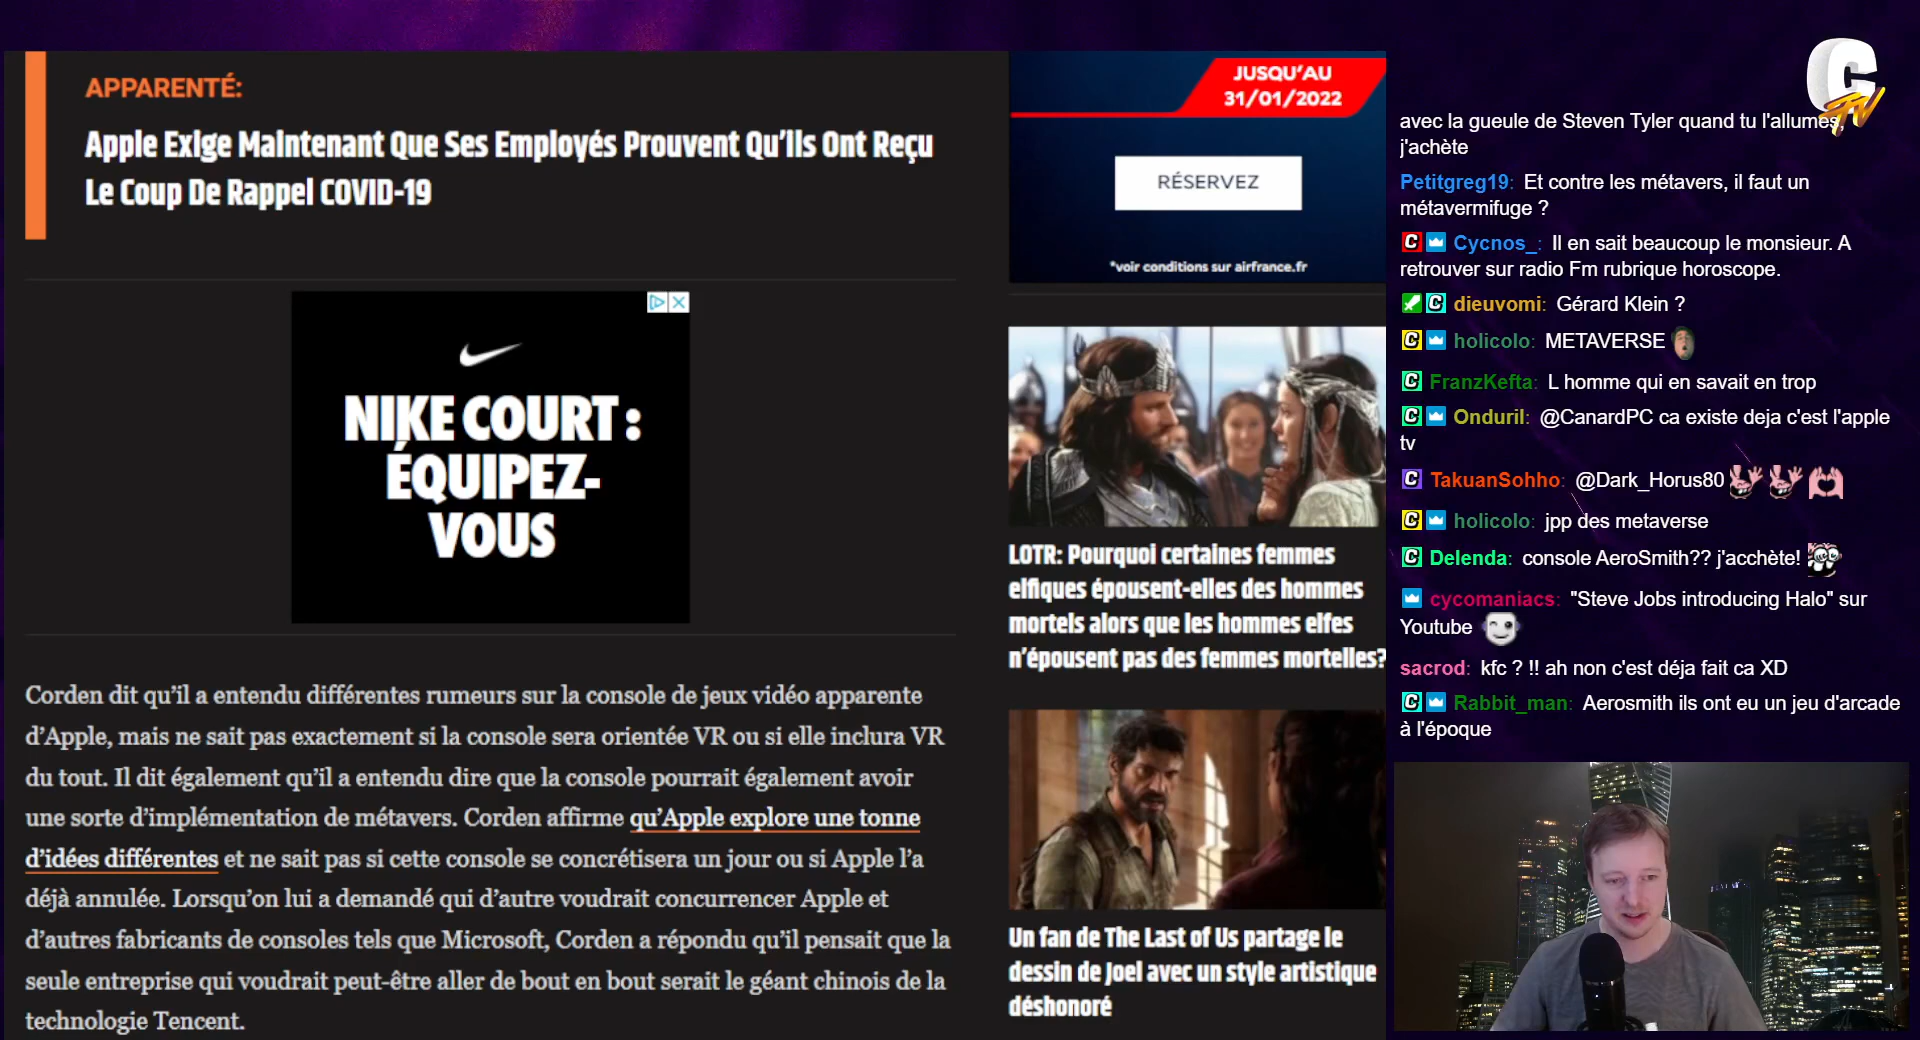 APPARENTÉ:
Apple Exige Maintenant Que Ses Employés Prouvent Qu'ils Ont Reçu
Le Coup De Rappel COVID-19
NIKE COURT :
ÉQUIPEZ-
VOUS
Corden dit qu'il a entendu différentes rumeurs sur la console de jeux vidéo apparente
d'Apple, mais ne sait pas exactement si la console sera orientée VR ou si elle inclura VR
du tout. Il dit également qu'il a entendu dire que la console pourrait également avoir
une sorte d'implémentation de métavers. Corden affirme qu'Apple explore une tonne
d'idées différentes et ne sait pas si cette console se concrétisera un jour ou si Apple l'a
déjà annulée. Lorsqu'on lui a demandé qui d'autre voudrait concurrencer Apple et
d'autres fabricants de consoles tels que Microsoft, Corden a répondu qu'il pensait que la
seule entreprise qui voudrait peut-être aller de bout en bout serait le géant chinois de la
technologie Tencent.
JUSQU'AU
31/01/2022
RÉSERVEZ
*voir conditions sur airfrance.fr
LOTR: Pourquoi certaines femmes
elfiques épousent-elles des hommes
mortels alors que les hommes elfes
n'épousent pas des femmes mortelles?
Un fan de The Last of Us partage le
dessin de Joel avec un style artistique
déshonoré
C
TV
avec la gueule de Steven Tyler quand tu l'allumes,
j'achète
Petitgreg19: Et contre les métavers, il faut un
métavermifuge ?
C Cycnos_: Il en sait beaucoup le monsieur. A
retrouver sur radio Fm rubrique horoscope.
C dieuvomi: Gérard Klein ?
C holicolo: METAVERSE
C FranzKefta: L homme qui en savait en trop
C Onduril: @CanardPC ca existe deja c'est l'apple
tv
C TakuanSohho: @Dark_Horus80
C holicolo: jpp des metaverse
C Delenda: console AeroSmith?? j'acchète!
cycomaniacs: "Steve Jobs introducing Halo" sur
Youtube
sacrod: kfc ? !! ah non c'est déja fait ca XD
C Rabbit_man: Aerosmith ils ont eu un jeu d'arcade
à l'époque